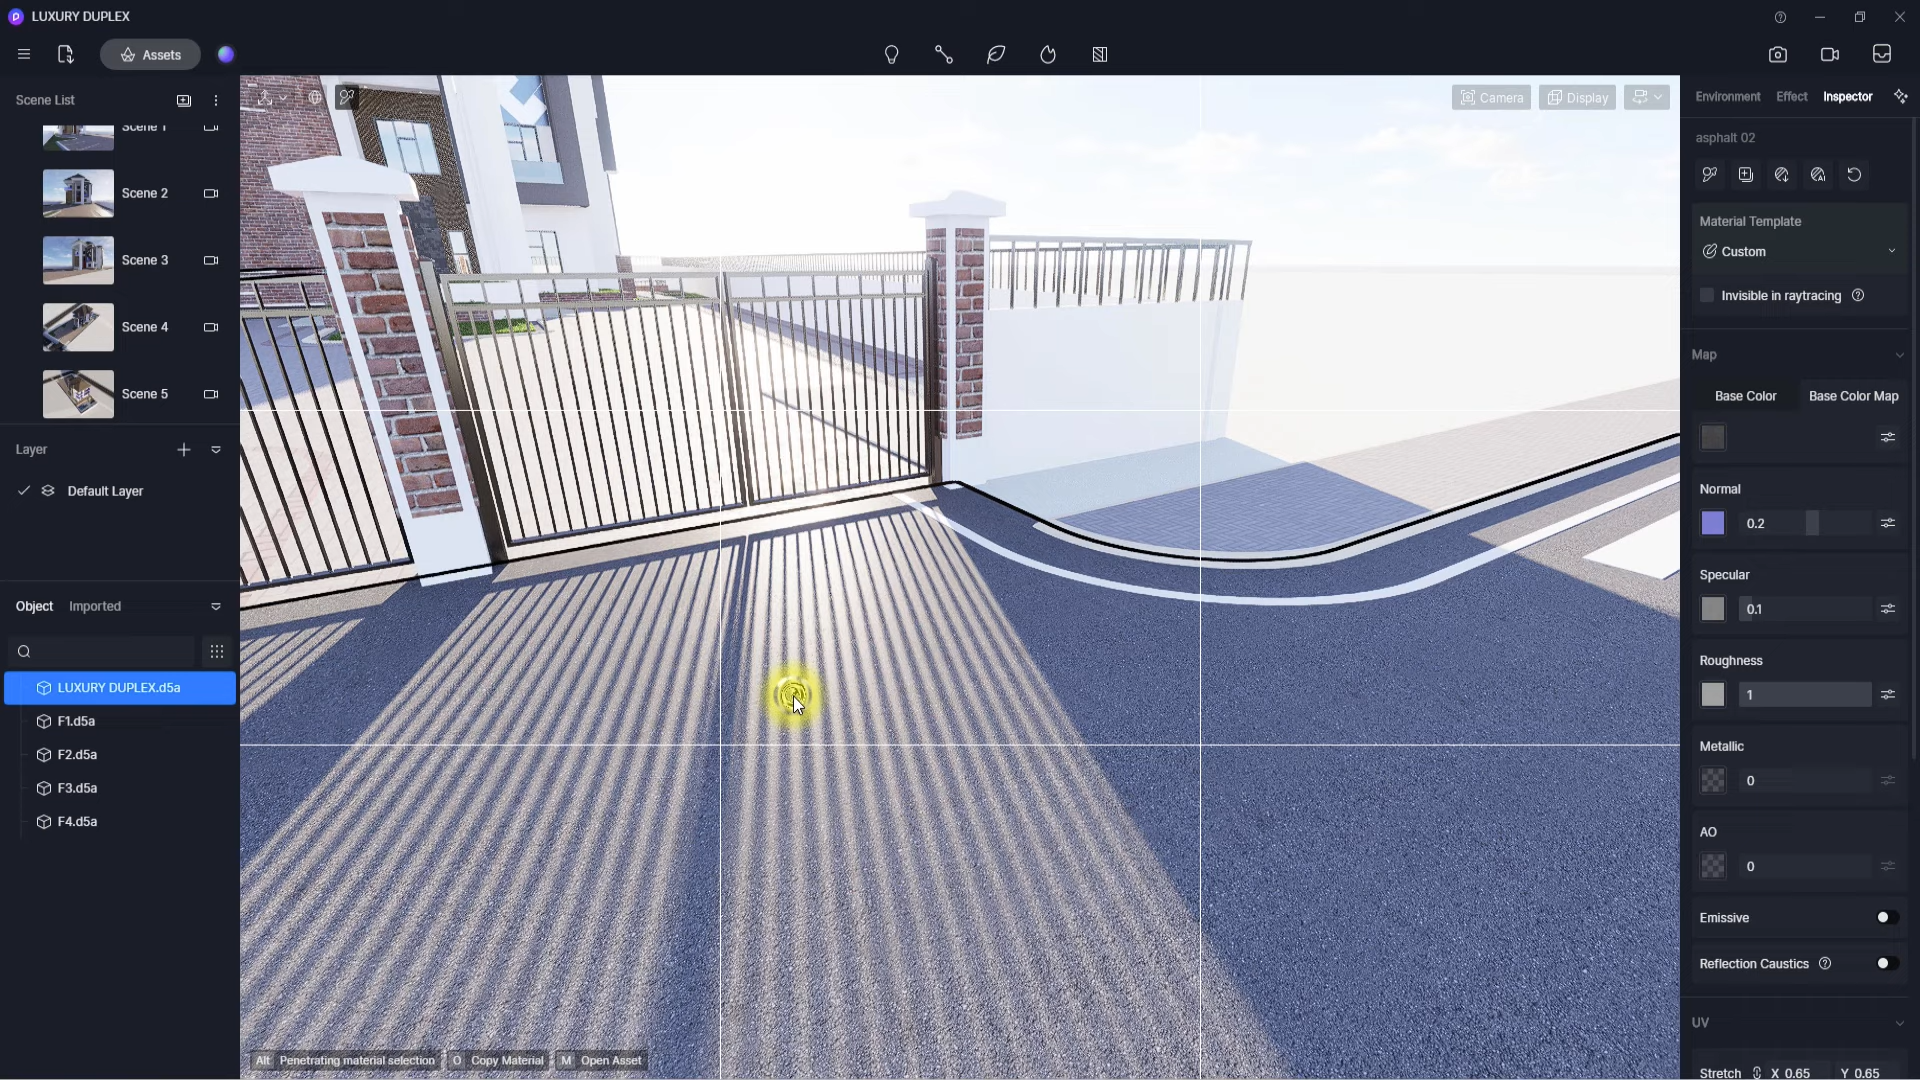 LUXURY DUPLEX
Assets
Scene List
Scene 1
Scene 2
Scene 3
Scene 4
Scene 5
Layer
Default Layer
Object Imported
LUXURY DUPLEX.d5a
F1.d5a
F2.d5a
F3.d5a
F4.d5a
Camera Display
Alt Penetrating material selection O Copy Material M Open Asset
Environment Effect Inspector
asphalt 02
AI
Material Template
Custom
Invisible in raytracing
Map
Base Color Base Color Map
Normal
0.2
Specular
0.1
Roughness
1
Metallic
0
AO
0
Emissive
Reflection Caustics
UV
Stretch X 0.65 Y 0.65